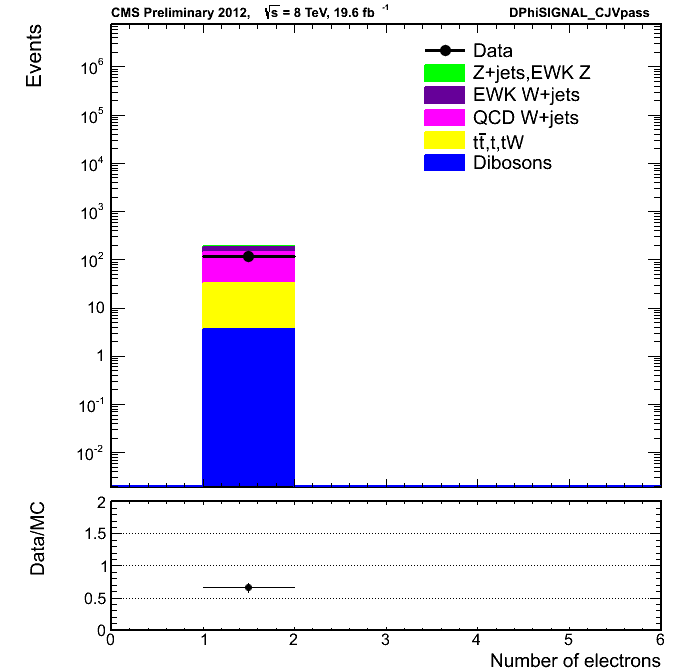 CMS Preliminary 2012, √s = 8 TeV, 19.6 fb⁻¹ DPhiSIGNAL_CJVpass
Events
Data
Z+jets,EWK Z
EWK W+jets
QCD W+jets
tt̅,t,tW
Dibosons
10⁶
10⁵
10⁴
10³
10²
10
1
10⁻¹
10⁻²
Data/MC
2
1.5
1
0.5
0
0 1 2 3 4 5 6
Number of electrons